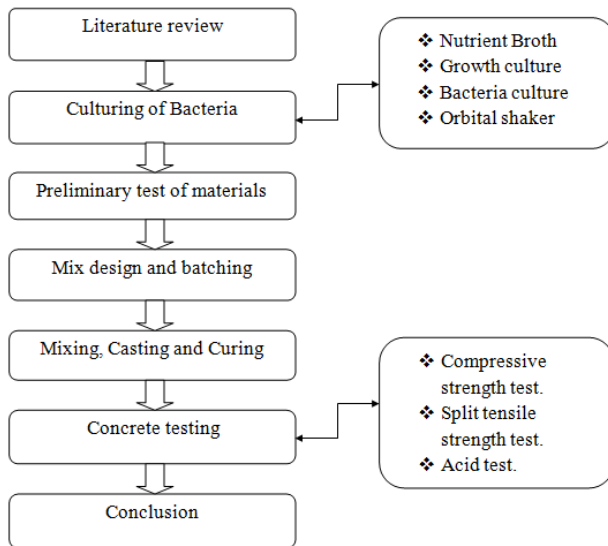 Literature review
Culturing of Bacteria
❖ Nutrient Broth
❖ Growth culture
❖ Bacteria culture
❖ Orbital shaker
Preliminary test of materials
Mix design and batching
Mixing, Casting and Curing
Concrete testing
❖ Compressive
strength test.
❖ Split tensile
strength test.
❖ Acid test.
Conclusion